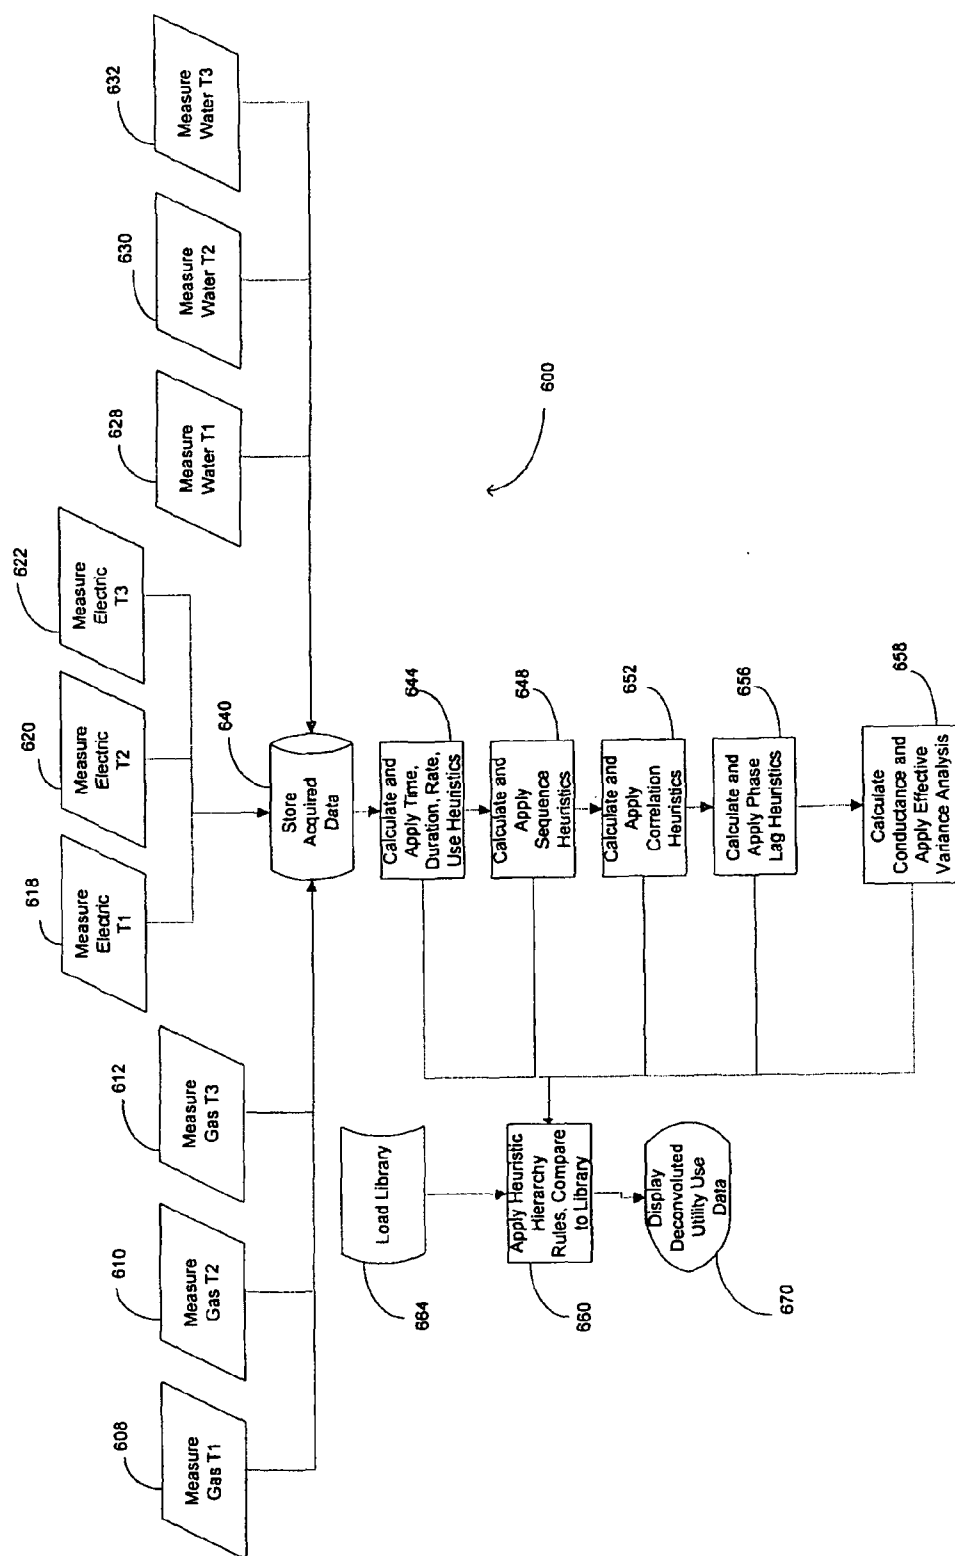 608
Measure
Gas T1
610
Measure
Gas T2
612
Measure
Gas T3
618
Measure
Electric
T1
620
Measure
Electric
T2
622
Measure
Electric
T3
628
Measure
Water T1
630
Measure
Water T2
632
Measure
Water T3
640
Store
Acquired
Data
600
644
Calculate and
Apply Time,
Duration, Rate,
Use Heuristics
648
Calculate and
Apply
Sequence
Heuristics
652
Calculate and
Apply
Correlation
Heuristics
656
Calculate and
Apply Phase
Lag Heuristics
658
Calculate
Conductance and
Apply Effective
Variance Analysis
Load Library
664
Apply Heuristic
Hierarchy
Rules, Compare
to Library
660
Display
Deconvoluted
Utility Use
Data
670